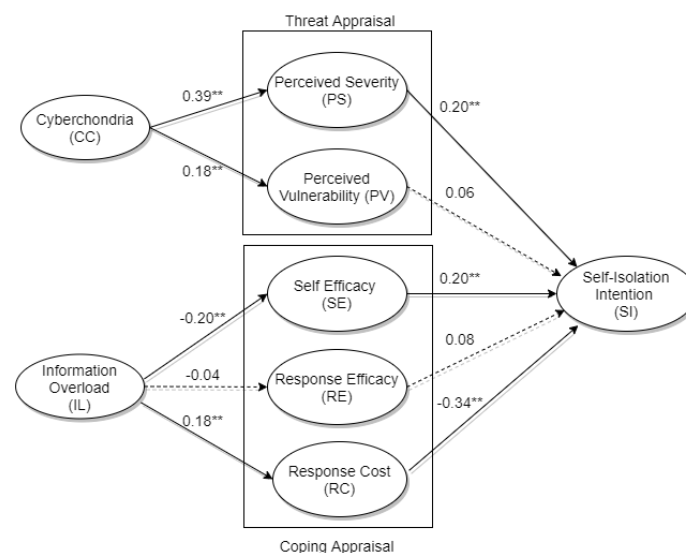 Threat Appraisal
Perceived Severity
(PS)
0.39**
0.20**
Cyberchondria
(CC)
0.18**
Perceived
Vulnerability (PV)
0.06
Self Efficacy
(SE)
0.20**
Self-Isolation
Intention
(SI)
-0.20**
0.08
Information
Overload
(IL)
-0.04
Response Efficacy
(RE)
-0.34**
0.18**
Response Cost
(RC)
Coping Appraisal